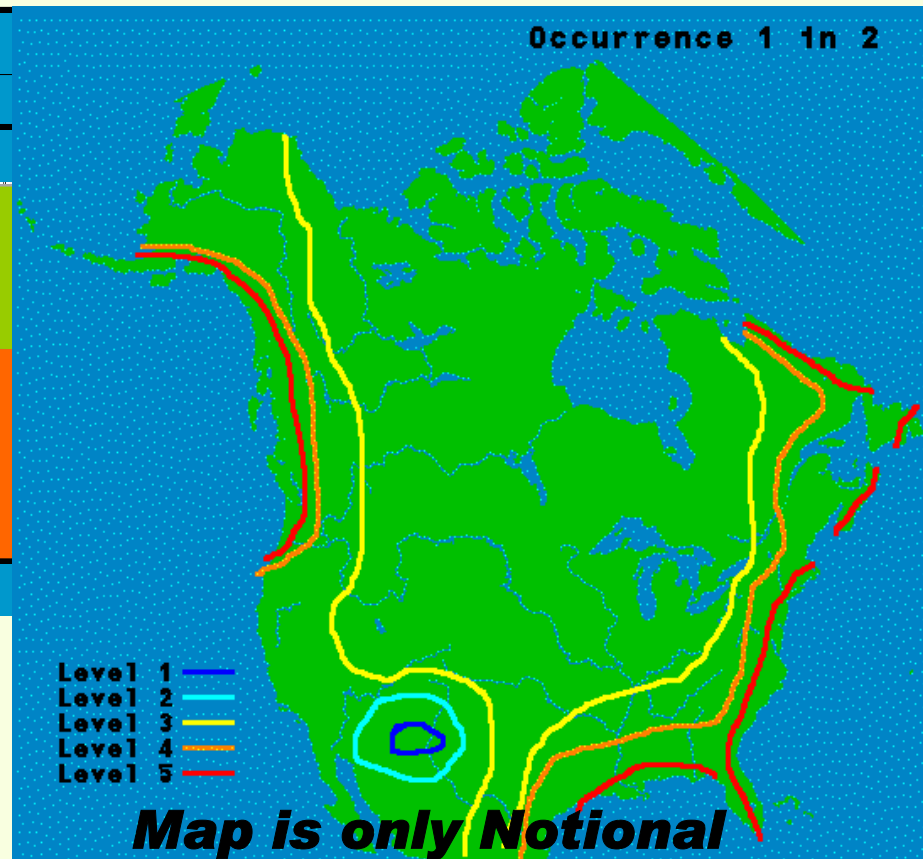 Occurrence 1 in 2
Level 1
Level 2
Level 3
Level 4
Level 5
Map is only Notional